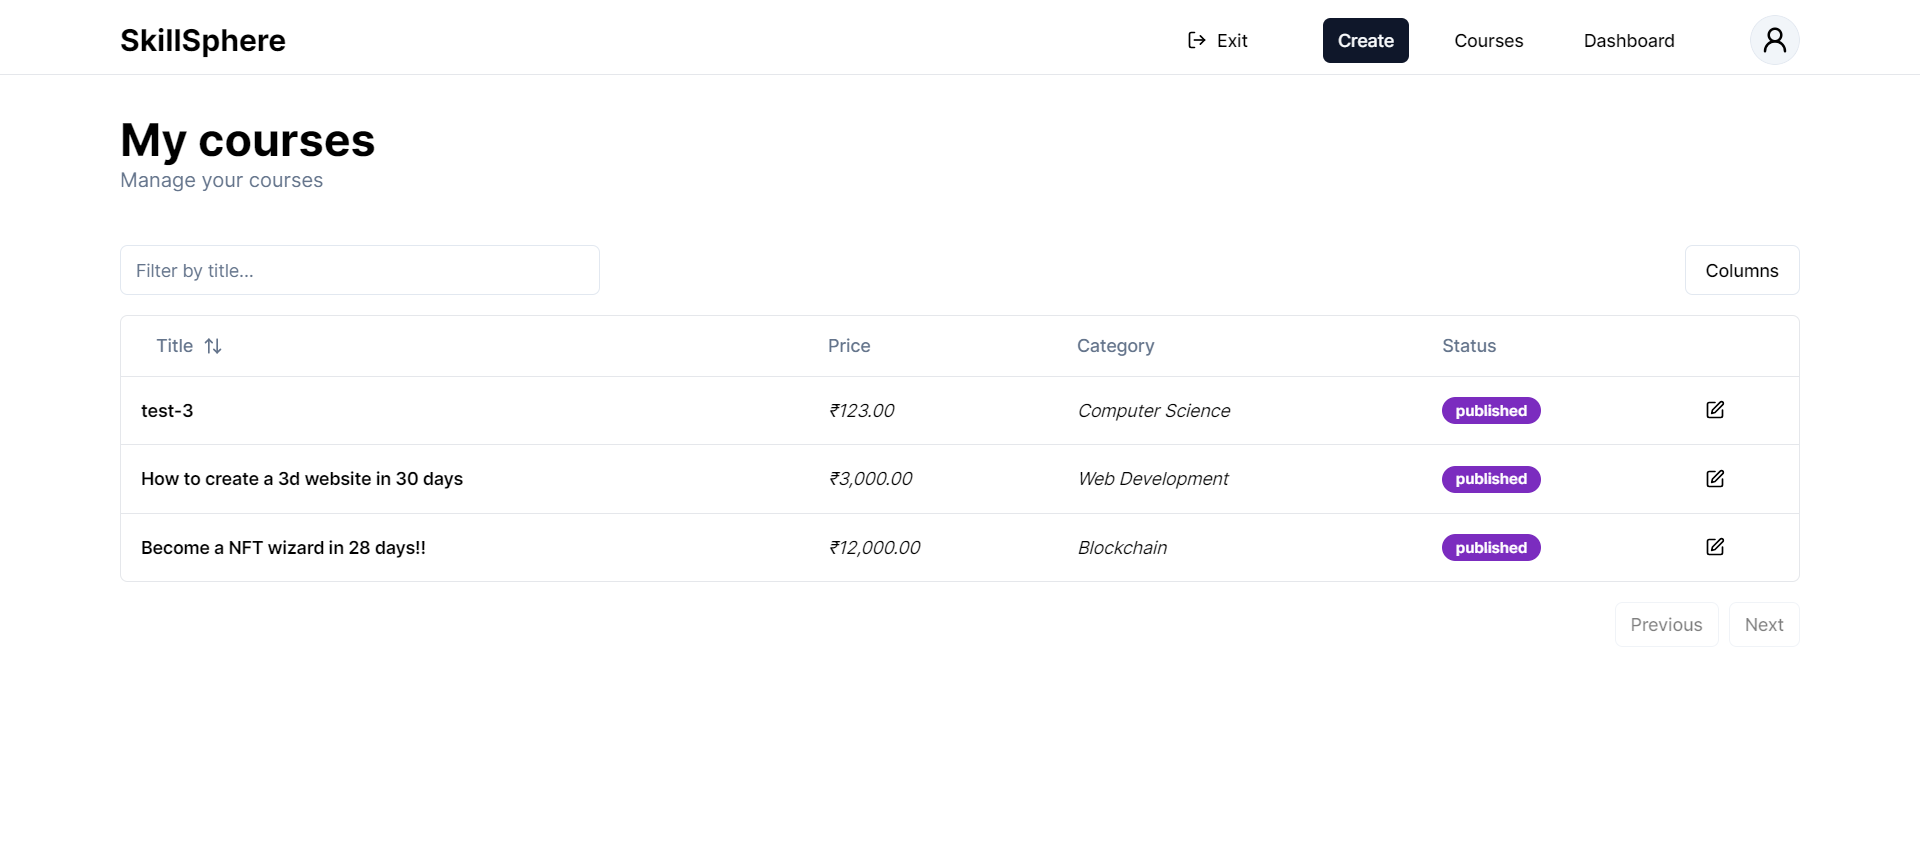 SkillSphere
Exit
Create
Courses
Dashboard
My courses
Manage your courses
Filter by title...
Columns
Title Price Category Status
test-3 ₹123.00 Computer Science published
How to create a 3d website in 30 days ₹3,000.00 Web Development published
Become a NFT wizard in 28 days!! ₹12,000.00 Blockchain published
Previous
Next